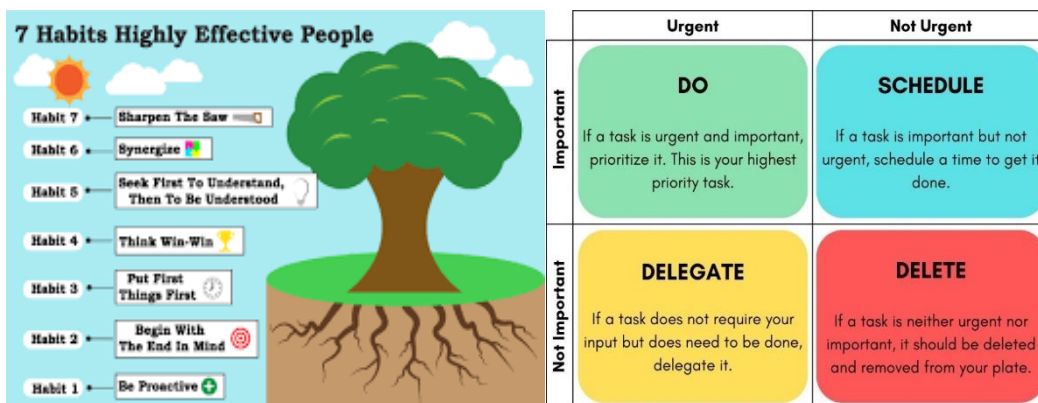 7 Habits Highly Effective People
Habit 7
Sharpen The Saw
Habit 6
Synergize
Habit 5
Seek First To Understand,
Then To Be Understood
Habit 4
Think Win-Win
Habit 3
Put First
Things First
Habit 2
Begin With
The End In Mind
Habit 1
Be Proactive
Urgent
Not Urgent
Important
DO
If a task is urgent and important,
prioritize it. This is your highest
priority task.
SCHEDULE
If a task is important but not
urgent, schedule a time to get it
done.
Not Important
DELEGATE
If a task does not require your
input but does need to be done,
delegate it.
DELETE
If a task is neither urgent nor
important, it should be deleted
and removed from your plate.